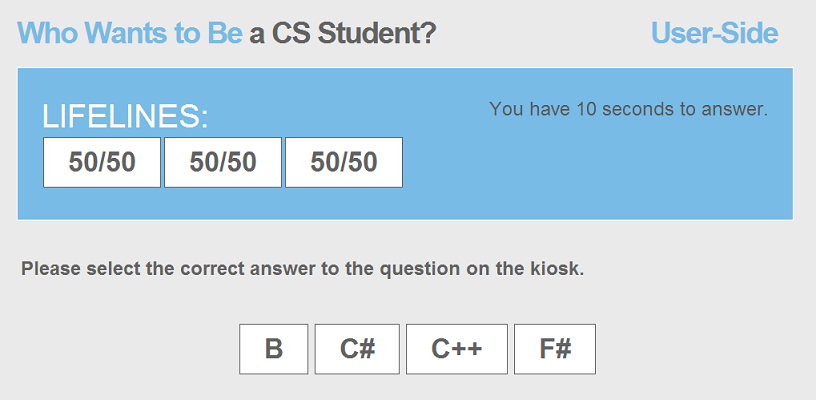 Who Wants to Be a CS Student? User-Side
LIFELINES: You have 10 seconds to answer.
50/50 50/50 50/50
Please select the correct answer to the question on the kiosk.
B C# C++ F#